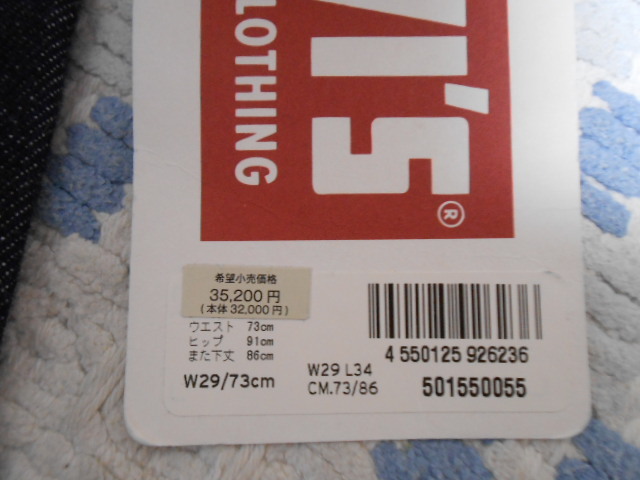 VI'S
LOTHING
®
希望小売価格
35,200円
(本体 32,000円)
ウエスト 73cm
ヒップ 91cm
また下丈 86cm
W29/73cm
W29 L34
CM.73/86
4 550125 926236
501550055